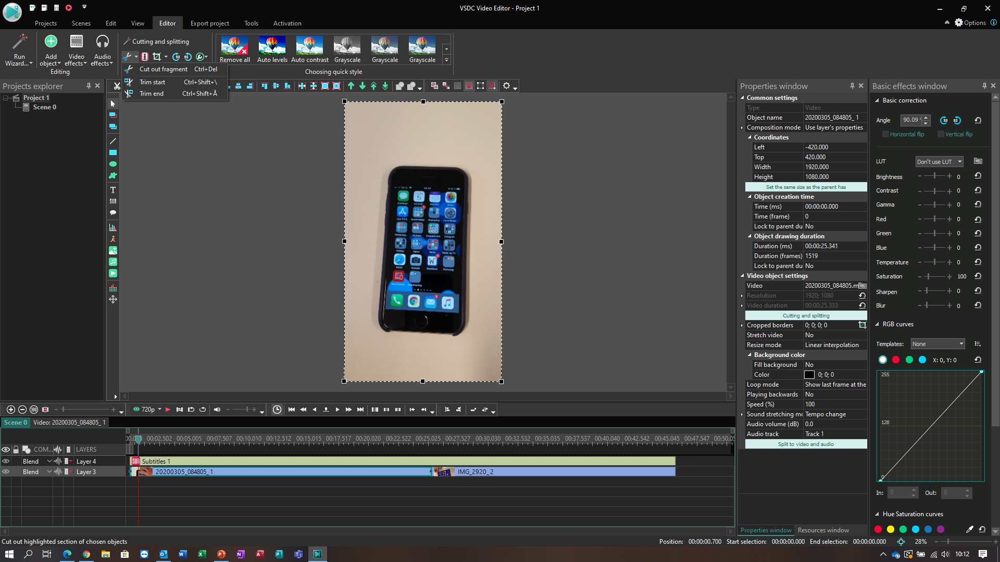 VSDC Video Editor - Project 1
Projects Scenes Edit View Editor Export project Tools Activation
Options
Run Wizard...
Add object
Video effects
Audio effects
Editing
Cutting and splitting
Cut out fragment Ctrl+Del
Trim start Ctrl+Shift+\
Trim end Ctrl+Shift+Å
Remove all Auto levels Auto contrast Grayscale Grayscale Grayscale
Choosing quick style
Projects explorer
Project 1
Scene 0
T
SUB
Properties window
Common settings
Type Video
Object name 20200305_084805_ 1
Composition mode Use layer's properties
Coordinates
Left -420.000
Top 420.000
Width 1920.000
Height 1080.000
Set the same size as the parent has
Object creation time
Time (ms) 00:00:00.000
Time (frame) 0
Lock to parent du No
Object drawing duration
Duration (ms) 00:00:25.341
Duration (frames) 1519
Lock to parent du No
Video object settings
Video 20200305_084805.m
Resolution 1920; 1080
Video duration 00:00:25.333
Cutting and splitting
Cropped borders 0; 0; 0; 0
Stretch video No
Resize mode Linear interpolation
Background color
Fill background No
Color 0; 0; 0
Loop mode Show last frame at the
Playing backwards No
Speed (%) 100
Sound stretching mo Tempo change
Audio volume (dB) 0.0
Audio track Track 1
Split to video and audio
Properties window Resources window
Basic effects window
Basic correction
Angle 90.09 90 90
Horizontal flip Vertical flip
LUT Don't use LUT
Brightness 0
Contrast 0
Gamma 0
Red 0
Green 0
Blue 0
Temperature 0
Saturation 100
Sharpen 0
Blur 0
RGB curves
Templates: None
X: 0, Y: 0
255
128
0
In: 0 Out: 0
Hue Saturation curves
720p
Scene 0 Video: 20200305_084805_ 1
00:02.502 00:05.005 00:07.507 00:10.010 00:12.512 00:15.015 00:17.517 00:20.020 00:22.522 00:25.025 00:27.527 00:30.030 00:32.532 00:35.035 00:37.537 00:40.040 00:42.542 00:45.045 00:47.547 00:50.05
COM... LAYERS
Blend Layer 4 SUB Subtitles 1
Blend Layer 3 20200305_084805_ 1 IMG_2920_ 2
Cut out highlighted section of chosen objects
Position: 00:00:00.700 Start selection: 00:00:00.000 End selection: 00:00:00.000 28%
10:12